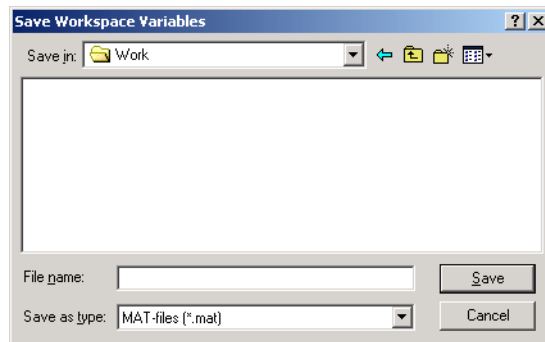 Save Workspace Variables
Save in: Work
File name:
Save
Save as type: MAT-files (*.mat)
Cancel